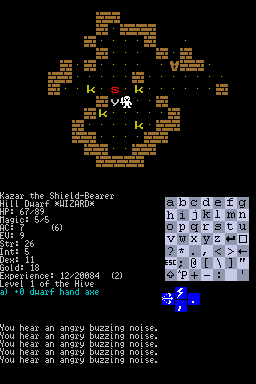 k s k
y
k
k
Kazar the Shield-Bearer
Hill Dwarf *WIZARD*
HP: 67/89
Magic: 5/5
AC: 7 (6)
EV: 9
Str: 26
Int: 5
Dex: 11
Gold: 18
Experience: 12/20084 (2)
Level 1 of the Hive
a) +0 dwarf hand axe
a b c d e f g
h i j k l m n
o p q r s t u
v w x y z
* , < >
ESC ; @ [ \ ] "
^P + - : '
You hear an angry buzzing noise.
You hear an angry buzzing noise.
You hear an angry buzzing noise.
You hear an angry buzzing noise.
You hear an angry buzzing noise.